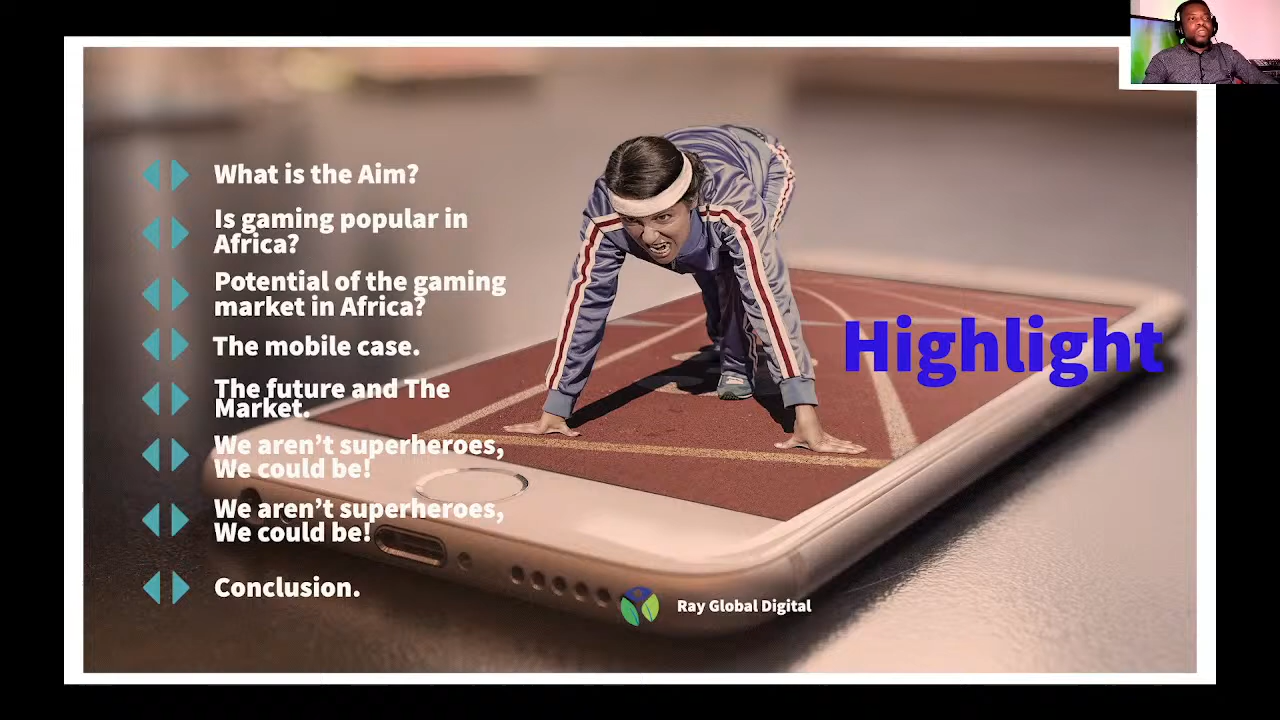 What is the Aim?
Is gaming popular in
Africa?
Potential of the gaming
market in Africa?
The mobile case.
The future and The
Market.
We aren’t superheroes,
We could be!
We aren’t superheroes,
We could be!
Conclusion.
Highlight
Ray Global Digital